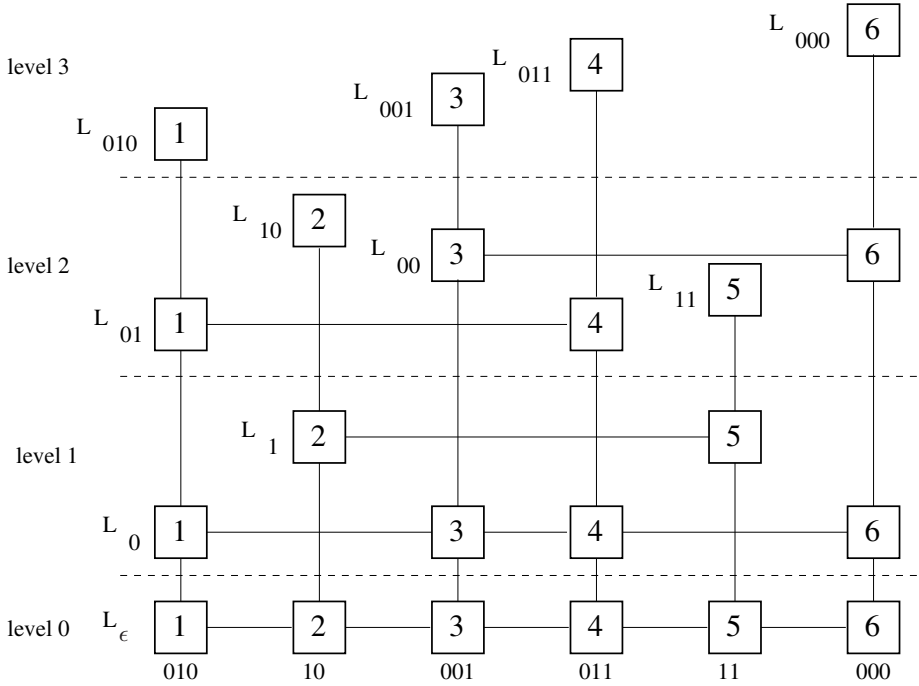 L 000 6
level 3 L 011 4
L 001 3
L 010 1
L 10 2
level 2 L 00 3 6
L 11 5
L 01 1 4
L 1 2 5
level 1
L 0 1 3 4 6
level 0 L ϵ 1 2 3 4 5 6
010 10 001 011 11 000